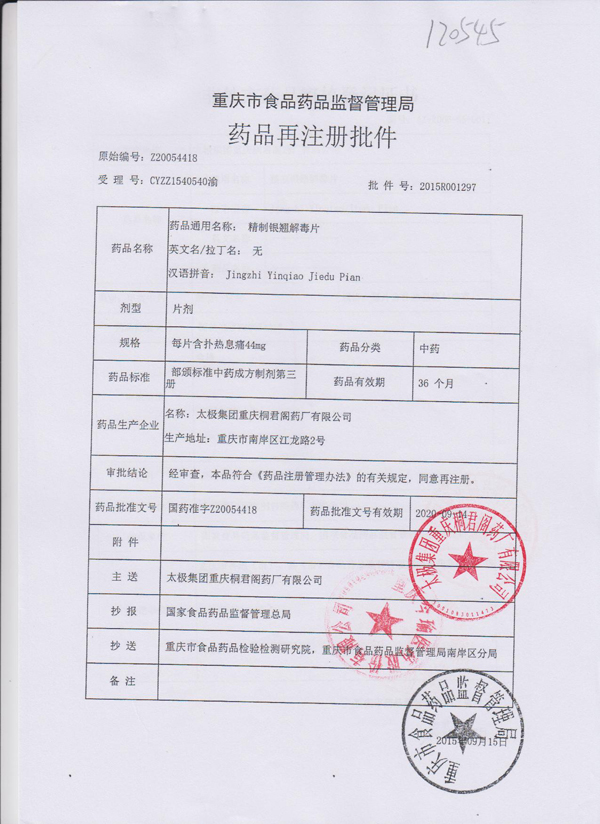 120545
重庆市食品药品监督管理局
药品再注册批件
原始编号：Z20054418
受 理 号：CYZZ1540540渝
批 件 号：2015R001297
药品名称
药品通用名称： 精制银翘解毒片
英文名/拉丁名： 无
汉语拼音： Jingzhi Yinqiao Jiedu Pian
剂型
片剂
规格
每片含扑热息痛44mg
药品分类
中药
药品标准
部颁标准中药成方制剂第三
册
药品有效期
36 个月
药品生产企业
名称：太极集团重庆桐君阁药厂有限公司
生产地址：重庆市南岸区江龙路2号
审批结论
经审查，本品符合《药品注册管理办法》的有关规定，同意再注册。
药品批准文号
国药准字Z20054418
药品批准文号有效期
2020-09-14
附 件
主 送
太极集团重庆桐君阁药厂有限公司
抄 报
国家食品药品监督管理总局
抄 送
重庆市食品药品检验检测研究院，重庆市食品药品监督管理局南岸区分局
备 注
太极集团重庆桐君阁药厂有限公司
重庆市食品药品监督管理局
2015年09月15日